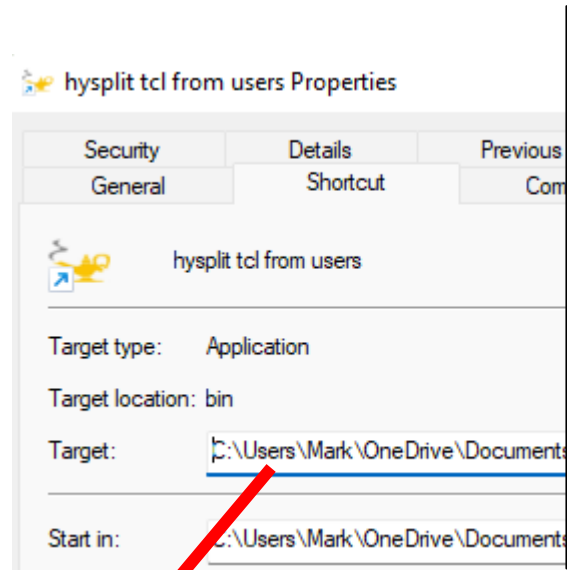 hysplit tcl from users Properties
Security Details Previous
General Shortcut Com
hysplit tcl from users
Target type: Application
Target location: bin
Target: C:\Users\Mark\OneDrive\Documents
Start in: C:\Users\Mark\OneDrive\Documents